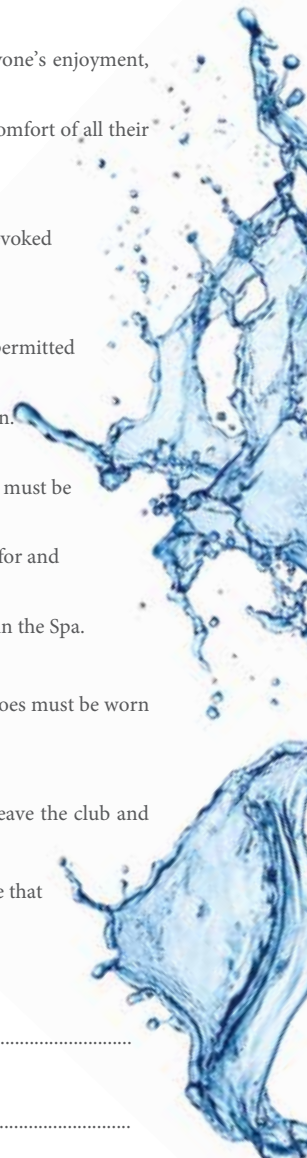 yone's enjoyment,
omfort of all their
voked
ermitted
n.
must be
for and
n the Spa.
oes must be worn
eave the club and
e that
..............................
..............................